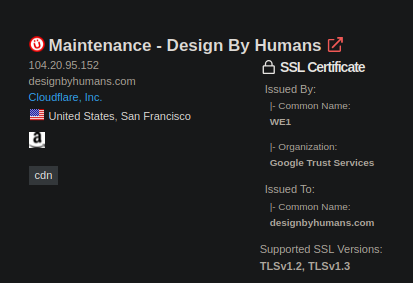 Maintenance - Design By Humans
104.20.95.152
designbyhumans.com
Cloudflare, Inc.
United States, San Francisco
a
cdn
SSL Certificate
Issued By:
|- Common Name:
WE1
|- Organization:
Google Trust Services
Issued To:
|- Common Name:
designbyhumans.com
Supported SSL Versions:
TLSv1.2, TLSv1.3